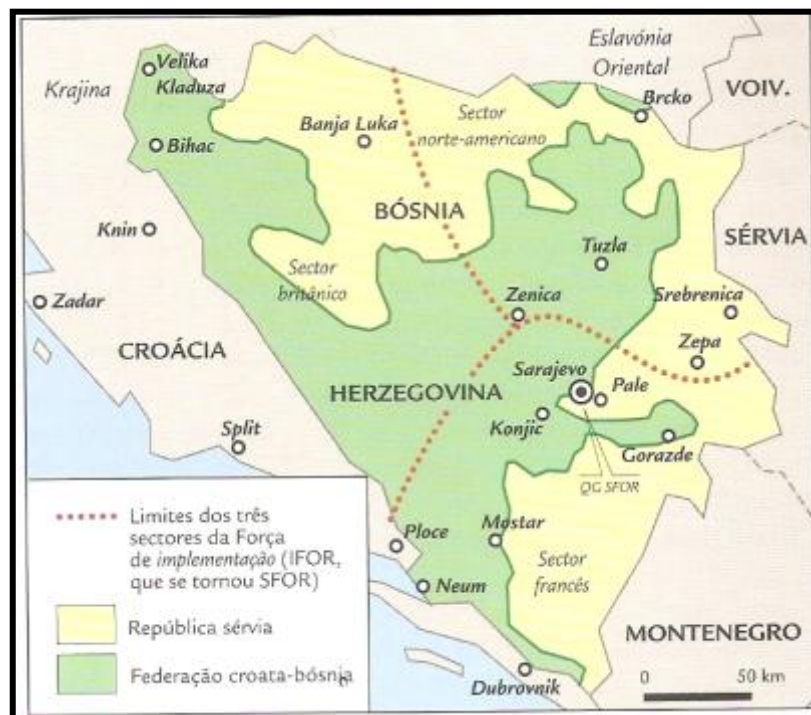 Velika
Kladuza
Krajina
Eslavónia
Oriental
VOIV.
Brcko
Sector
norte-americano
Banja Luka
Bihac
BÓSNIA
Knin
SÉRVIA
Tuzla
Sector
britânico
Zadar
Zenica
Srebrenica
CROÁCIA
Zepa
Sarajevo
HERZEGOVINA
Pale
Konjic
Split
Gorazde
QG SFOR
Limites dos três
sectores da Força
de implementação (IFOR,
que se tornou SFOR)
Ploce
Mostar
Sector
francês
Neum
República sérvia
MONTENEGRO
Federação croata-bósnia
Dubrovnik
0 50 km